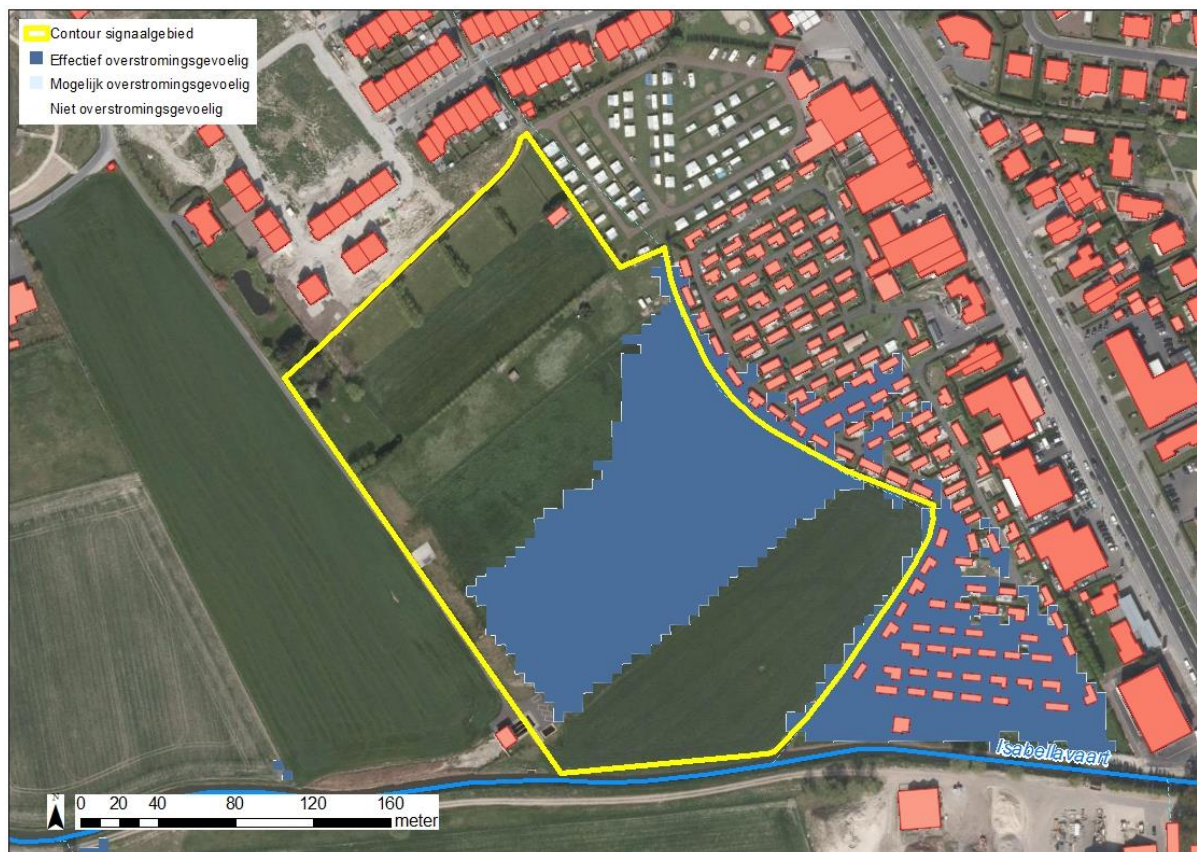 Contour signaalgebied
Effectief overstromingsgevoelig
Mogelijk overstromingsgevoelig
Niet overstromingsgevoelig
Isabellavaart
N
0 20 40 80 120 160
meter